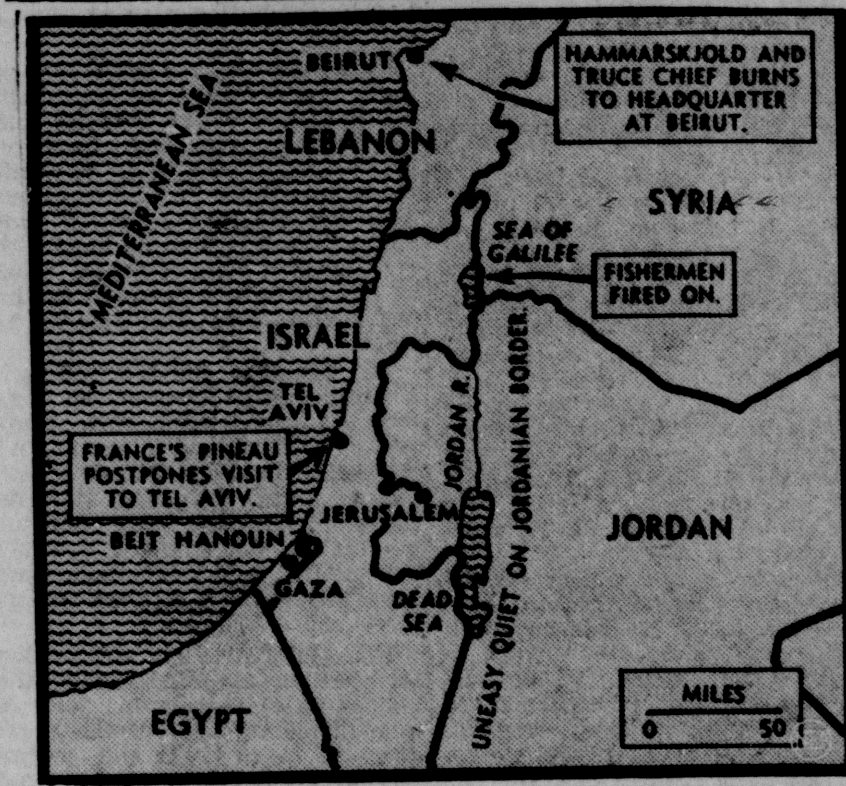 BEIRUT
HAMMARSKJOLD AND
TRUCE CHIEF BURNS
TO HEADQUARTER
AT BEIRUT.
MEDITERRANEAN SEA
LEBANON
SYRIA
SEA OF
GALILEE
FISHERMEN
FIRED ON.
ISRAEL
TEL
AVIV
JORDAN R.
UNEASY QUIET ON JORDANIAN BORDER.
FRANCE'S PINEAU
POSTPONES VISIT
TO TEL AVIV.
JERUSALEM
BEIT HANOUN
JORDAN
GAZA
DEAD
SEA
EGYPT
MILES
0 50